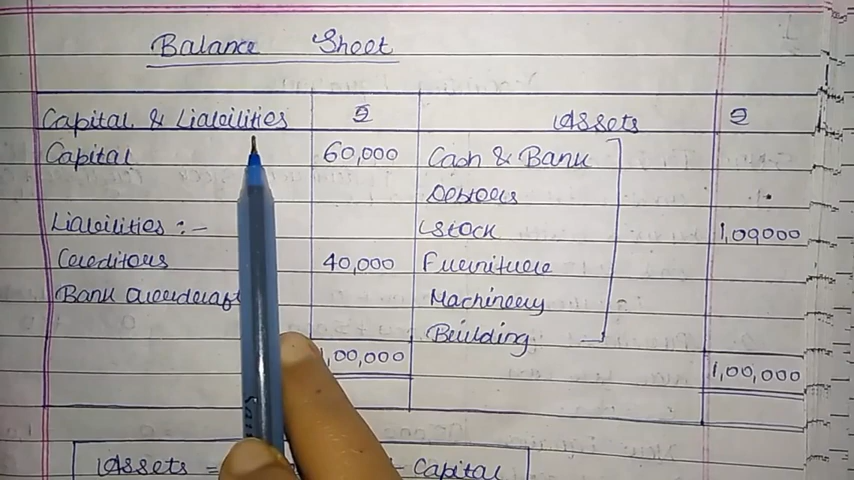 Balance Sheet
Capital & Liabilities ₹ Assets ₹
Capital 60,000 Cash & Bank
Debtors
Liabilities :- Stock 1,00000
Creditors 40,000 Furniture
Bank overdraft Machinery
Building
1,00,000 1,00,000
Assets = Capital